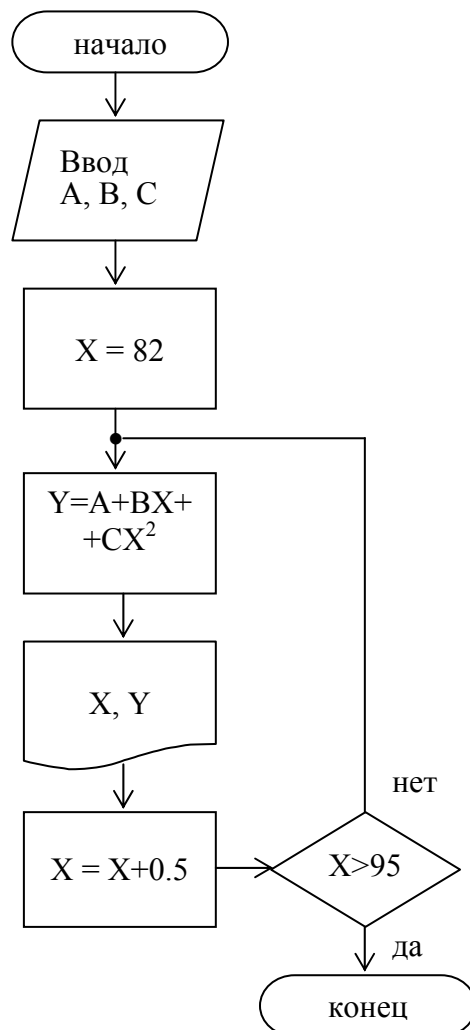 начало
Ввод
A, B, C
X = 82
Y=A+BX+
+CX²
X, Y
X = X+0.5
нет
X>95
да
конец